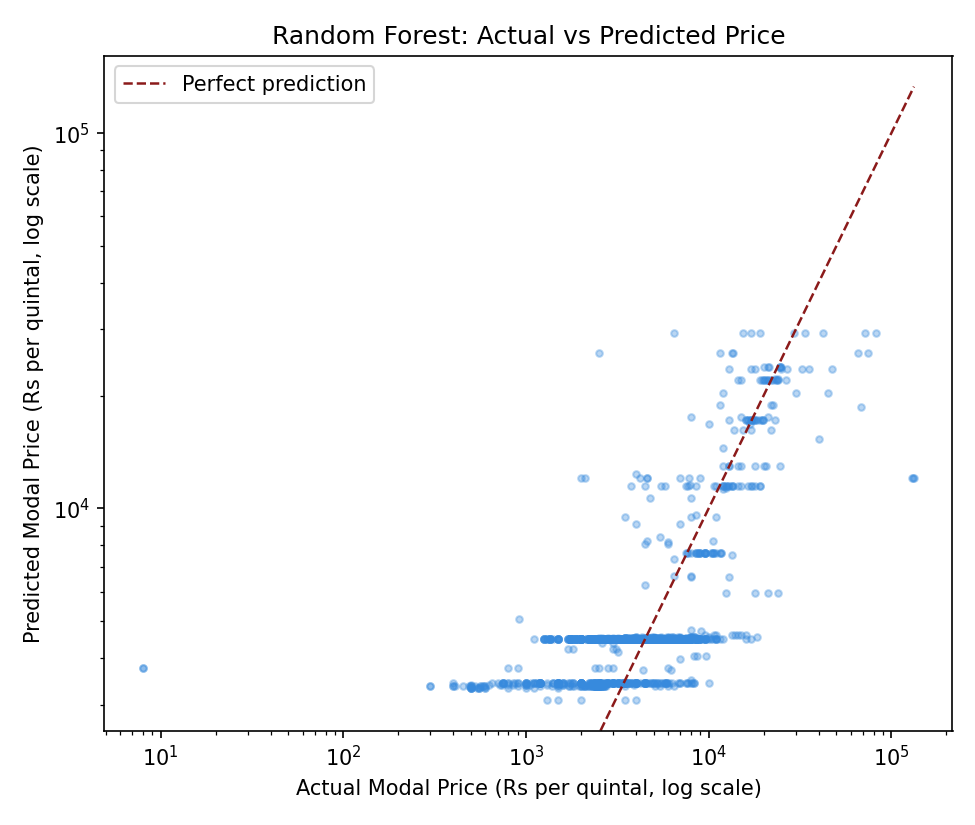 Random Forest: Actual vs Predicted Price
Perfect prediction
Predicted Modal Price (Rs per quintal, log scale)
10^5
10^4
10^1 10^2 10^3 10^4 10^5
Actual Modal Price (Rs per quintal, log scale)